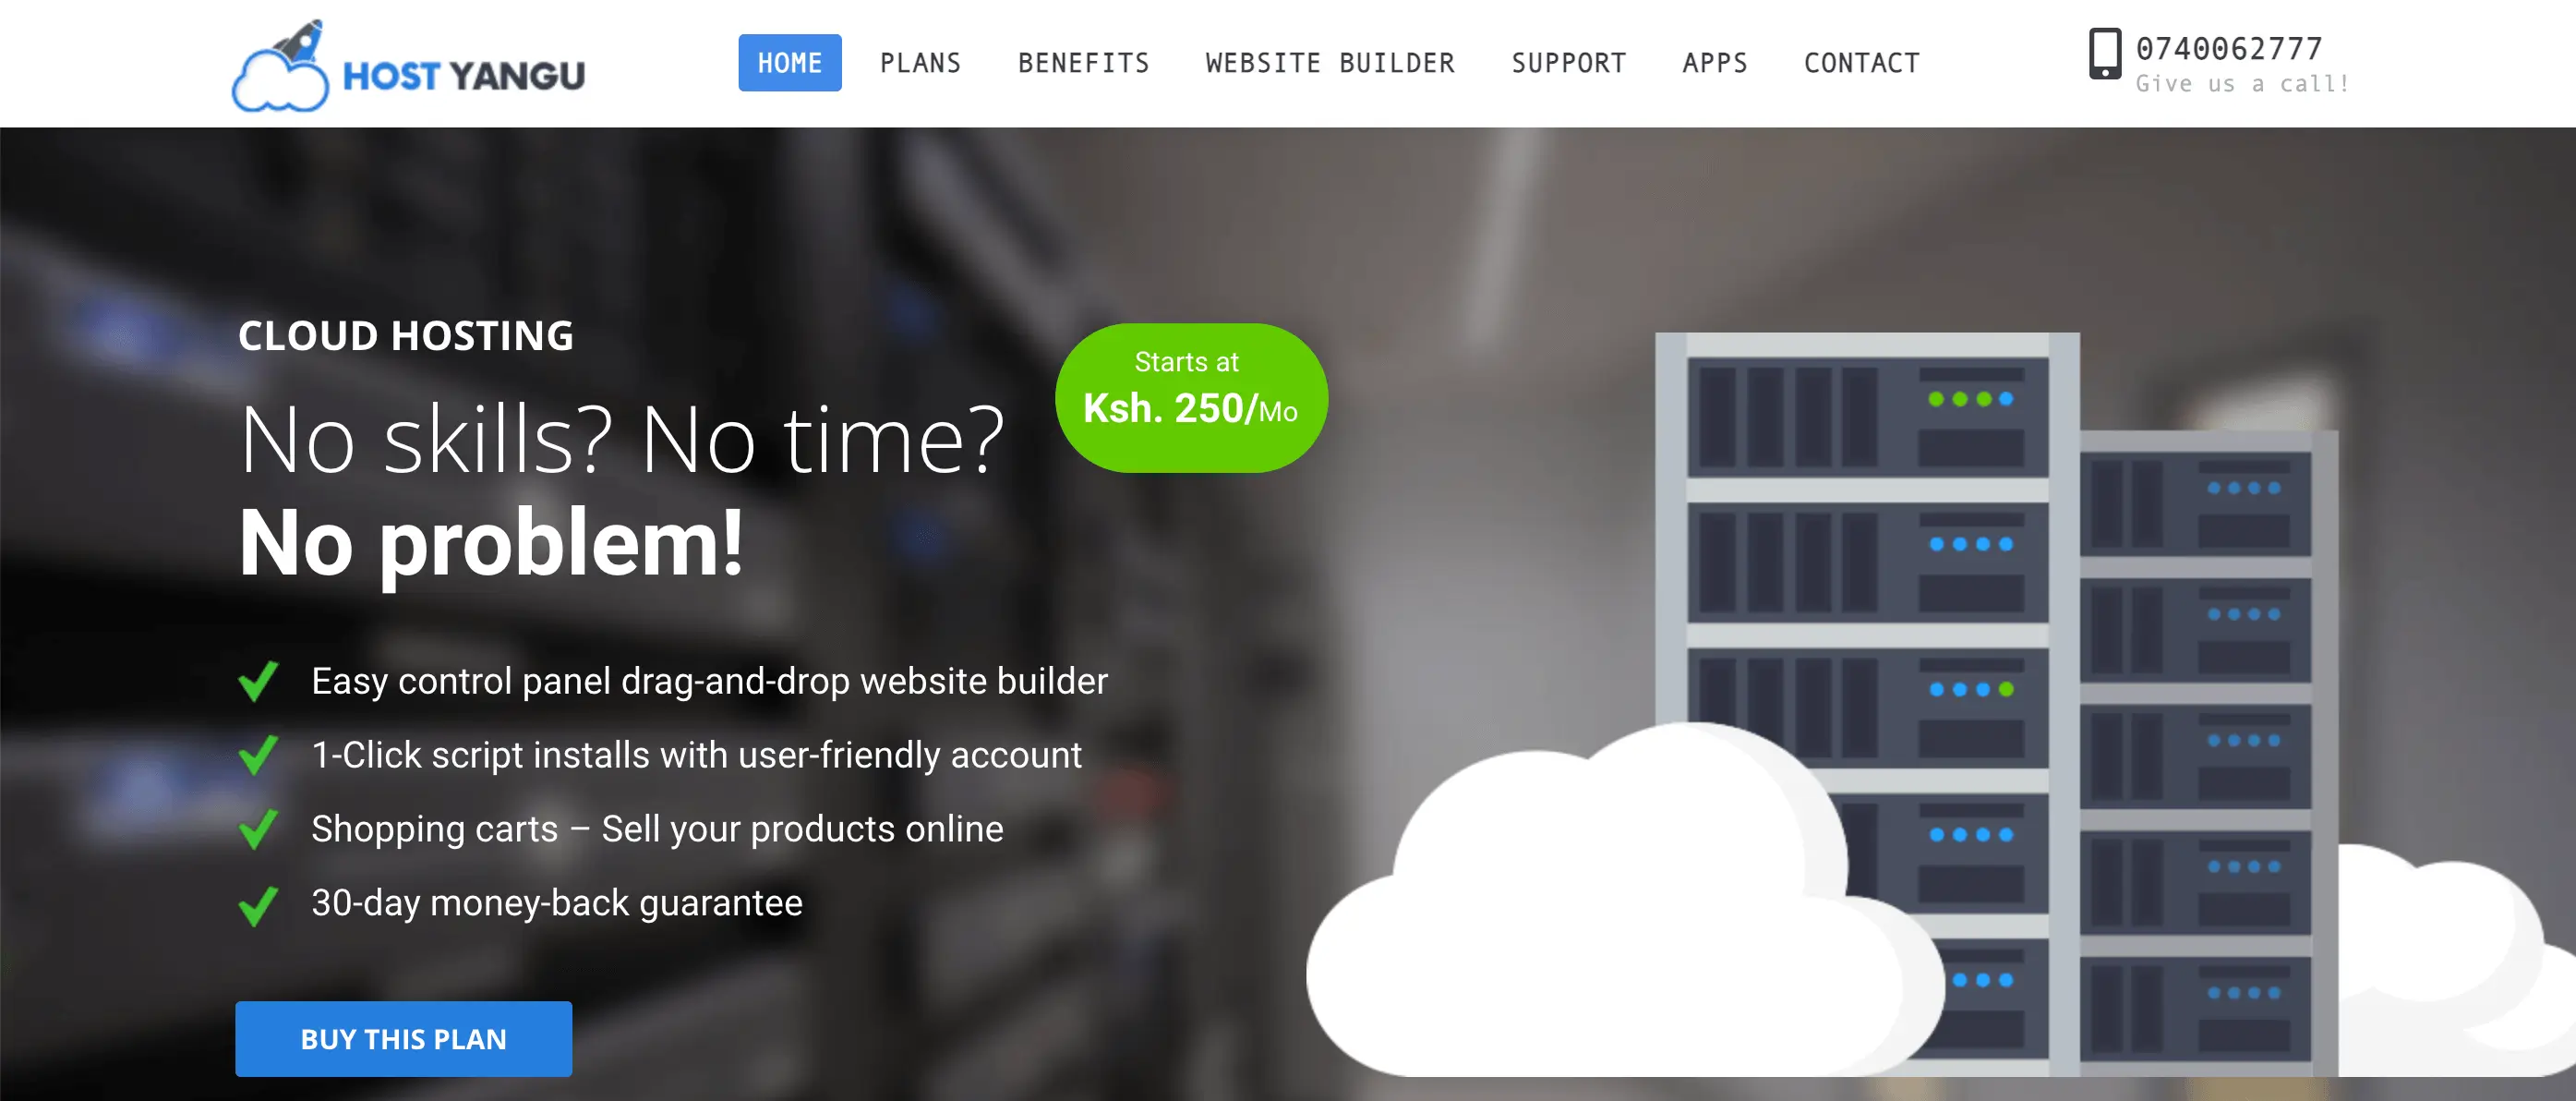 HOST YANGU
HOME PLANS BENEFITS WEBSITE BUILDER SUPPORT APPS CONTACT
0740062777
Give us a call!
CLOUD HOSTING
No skills? No time?
No problem!
Starts at
Ksh. 250/Mo
Easy control panel drag-and-drop website builder
1-Click script installs with user-friendly account
Shopping carts – Sell your products online
30-day money-back guarantee
BUY THIS PLAN